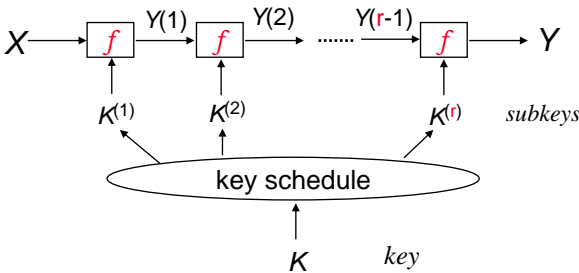 X f Y(1) f Y(2) ....... Y(r-1) f Y
K(1) K(2) K(r) subkeys
key schedule
K key